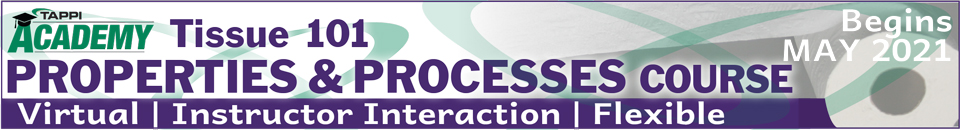 TAPPI
ACADEMY
Tissue 101
Begins
MAY 2021
PROPERTIES & PROCESSES COURSE
Virtual | Instructor Interaction | Flexible